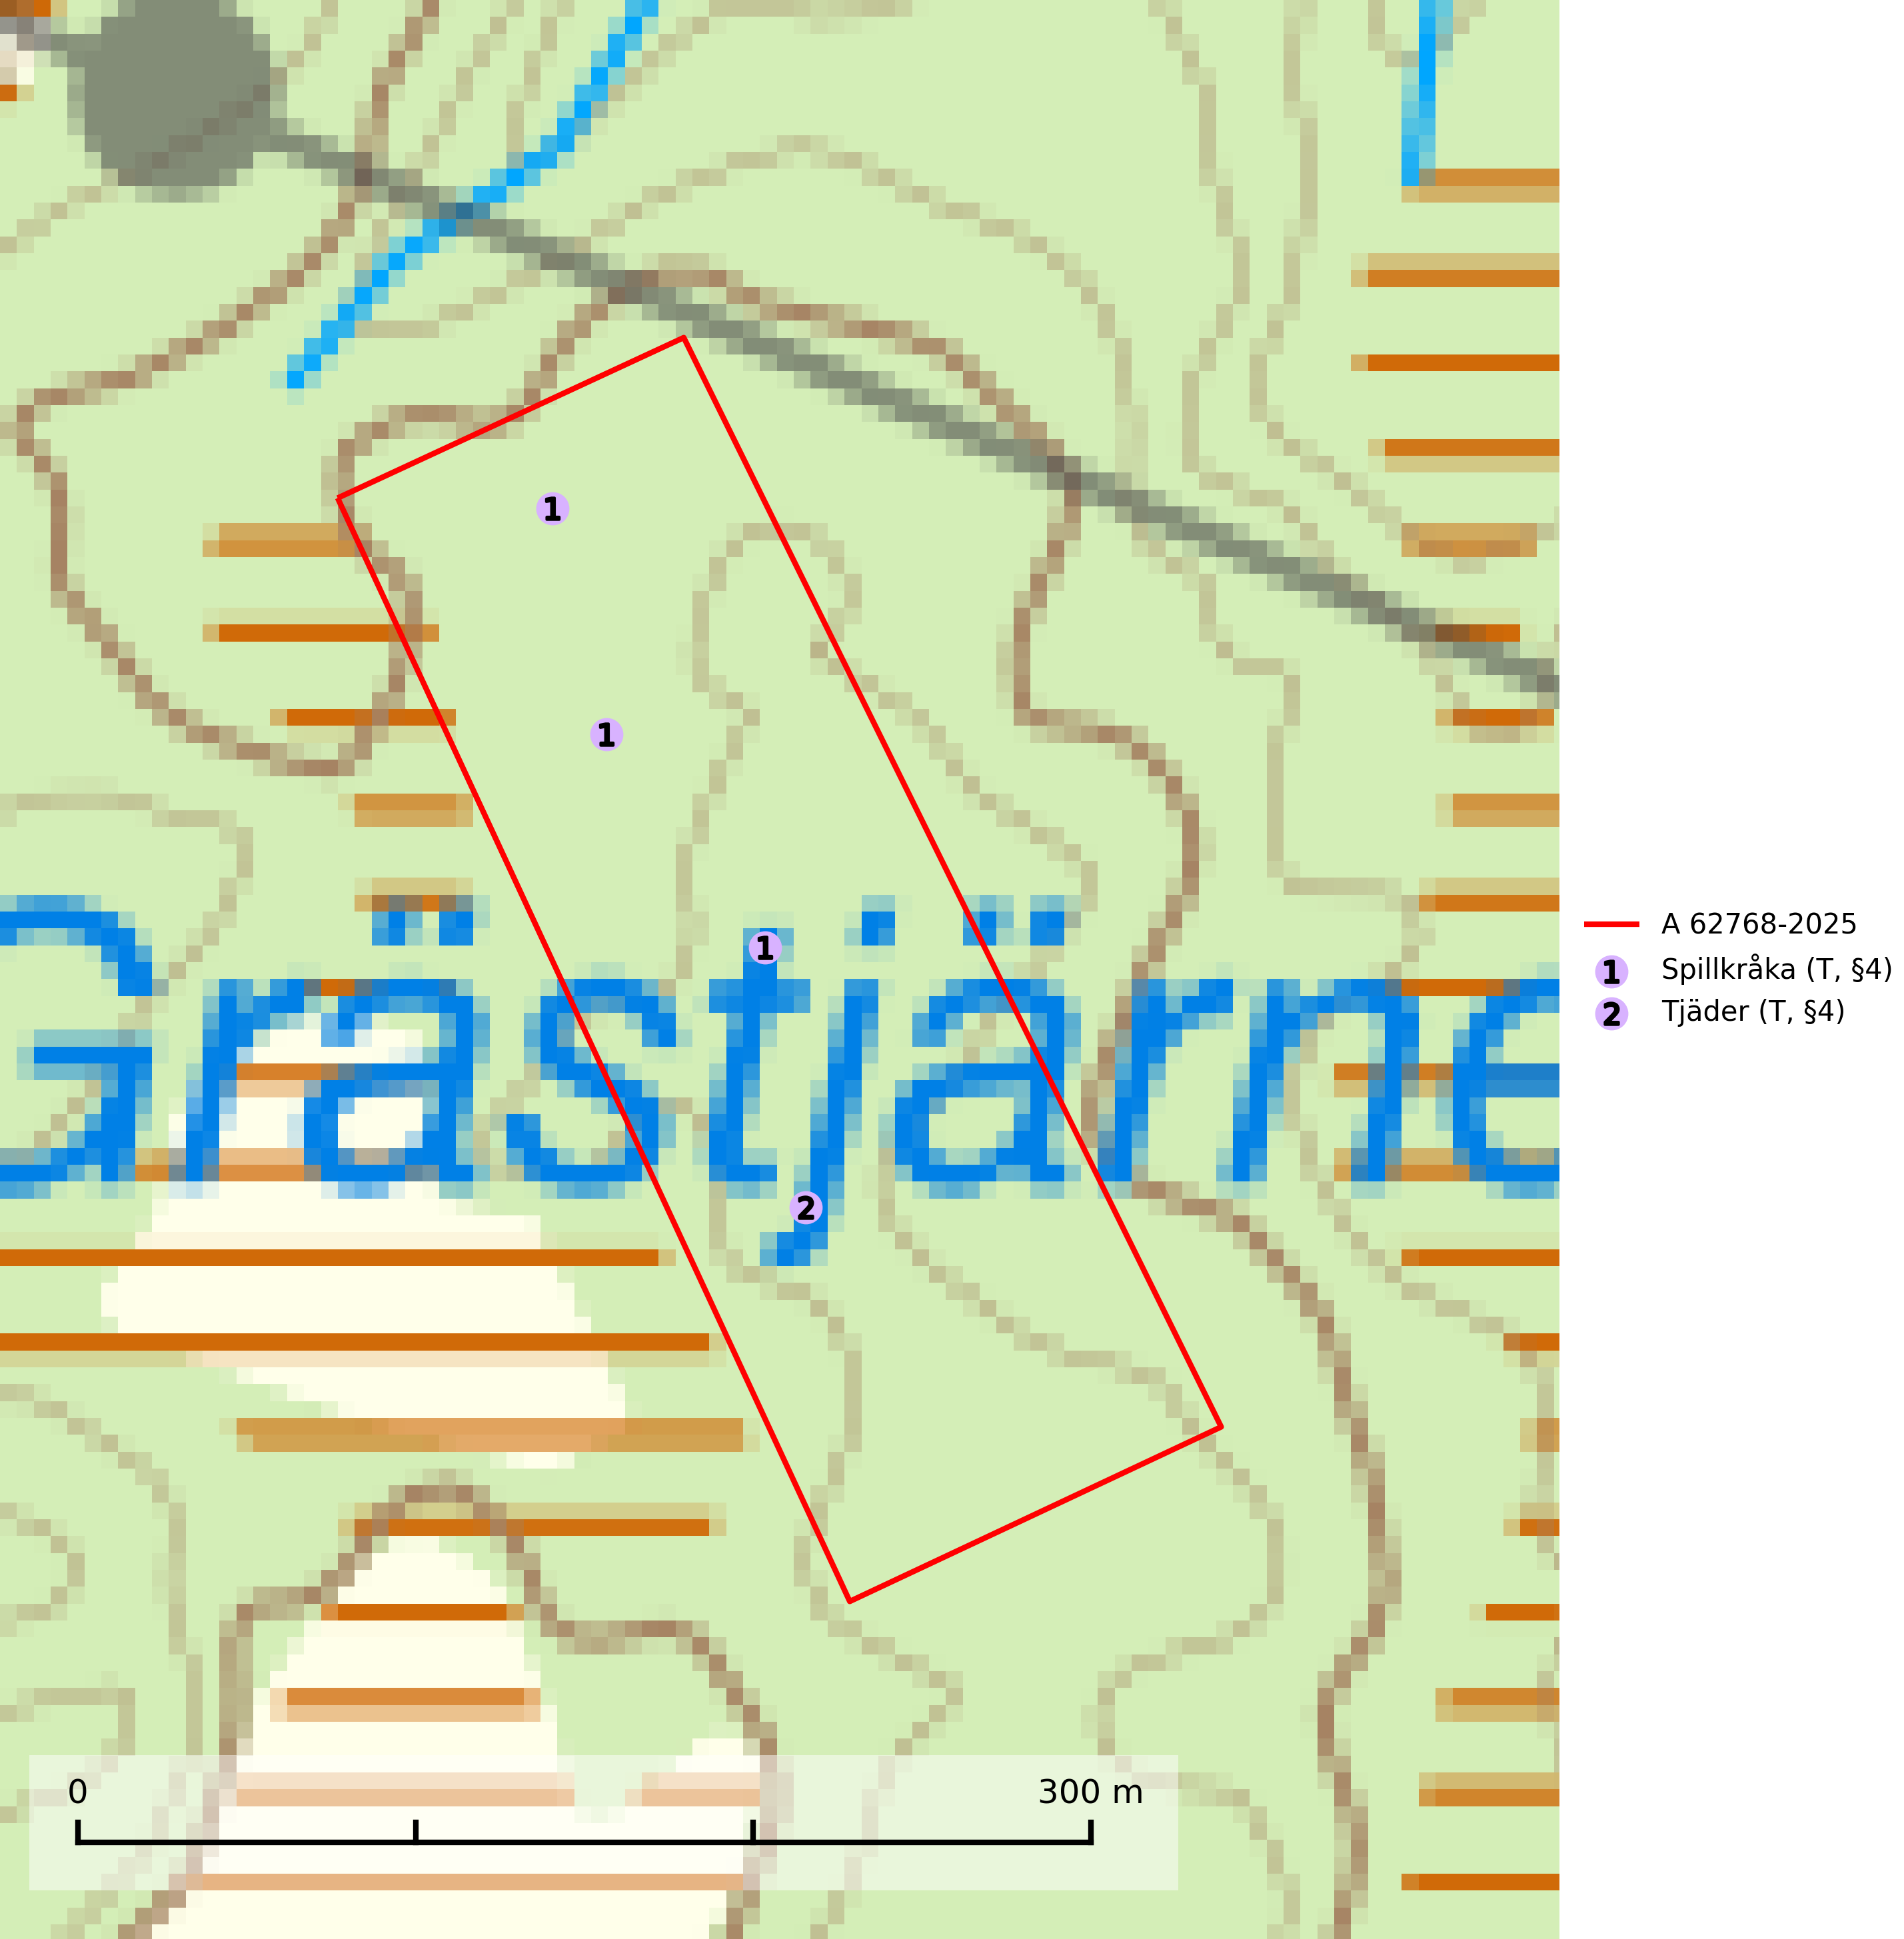 1
1
1
Grästjärne
2
0 300 m
A 62768-2025
1 Spillkråka (T, §4)
2 Tjäder (T, §4)